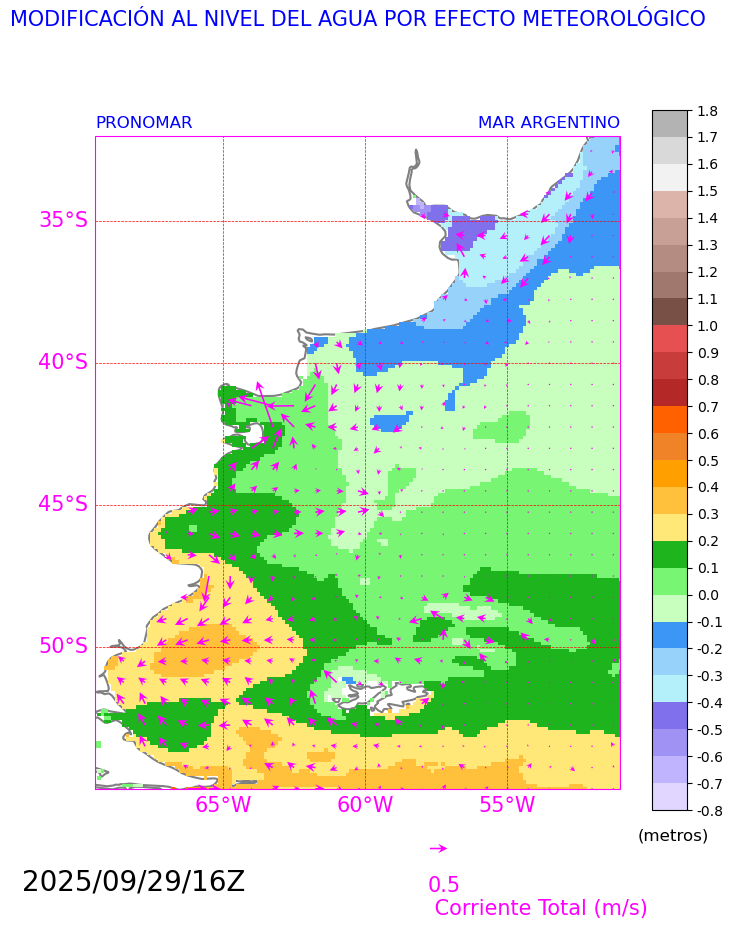 MODIFICACIÓN AL NIVEL DEL AGUA POR EFECTO METEOROLÓGICO
PRONOMAR MAR ARGENTINO
1.8
1.7
1.6
1.5
1.4
1.3
1.2
1.1
1.0
0.9
0.8
0.7
0.6
0.5
0.4
0.3
0.2
0.1
0.0
-0.1
-0.2
-0.3
-0.4
-0.5
-0.6
-0.7
-0.8
(metros)
35°S
40°S
45°S
50°S
65°W 60°W 55°W
2025/09/29/16Z
0.5
Corriente Total (m/s)